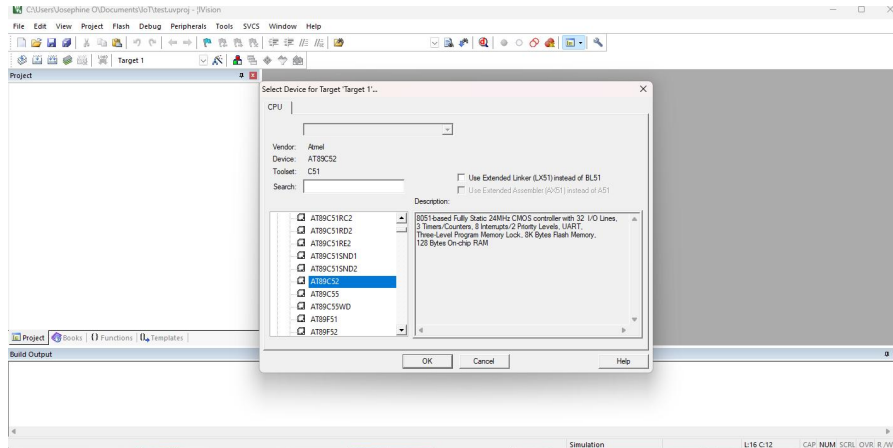 C:\Users\Josephine O\Documents\IoT\test.uvproj - µVision
File Edit View Project Flash Debug Peripherals Tools SVCS Window Help
Target 1
Project
Select Device for Target 'Target 1'...
CPU
Vendor: Atmel
Device: AT89C52
Toolset: C51
Search:
Use Extended Linker (LX51) instead of BL51
Use Extended Assembler (AX51) instead of A51
Description:
AT89C51RC2
AT89C51RD2
AT89C51RE2
AT89C51SND1
AT89C51SND2
AT89C52
AT89C55
AT89C55WD
AT89F51
AT89F52
8051-based Fullly Static 24MHz CMOS controller with 32 I/O Lines,
3 Timers/Counters, 8 Interrupts/2 Priority Levels, UART,
Three-Level Program Memory Lock, 8K Bytes Flash Memory,
128 Bytes On-chip RAM
OK Cancel Help
Project Books {} Functions Templates
Build Output
Simulation L:16 C:12 CAP NUM SCRL OVR R/W